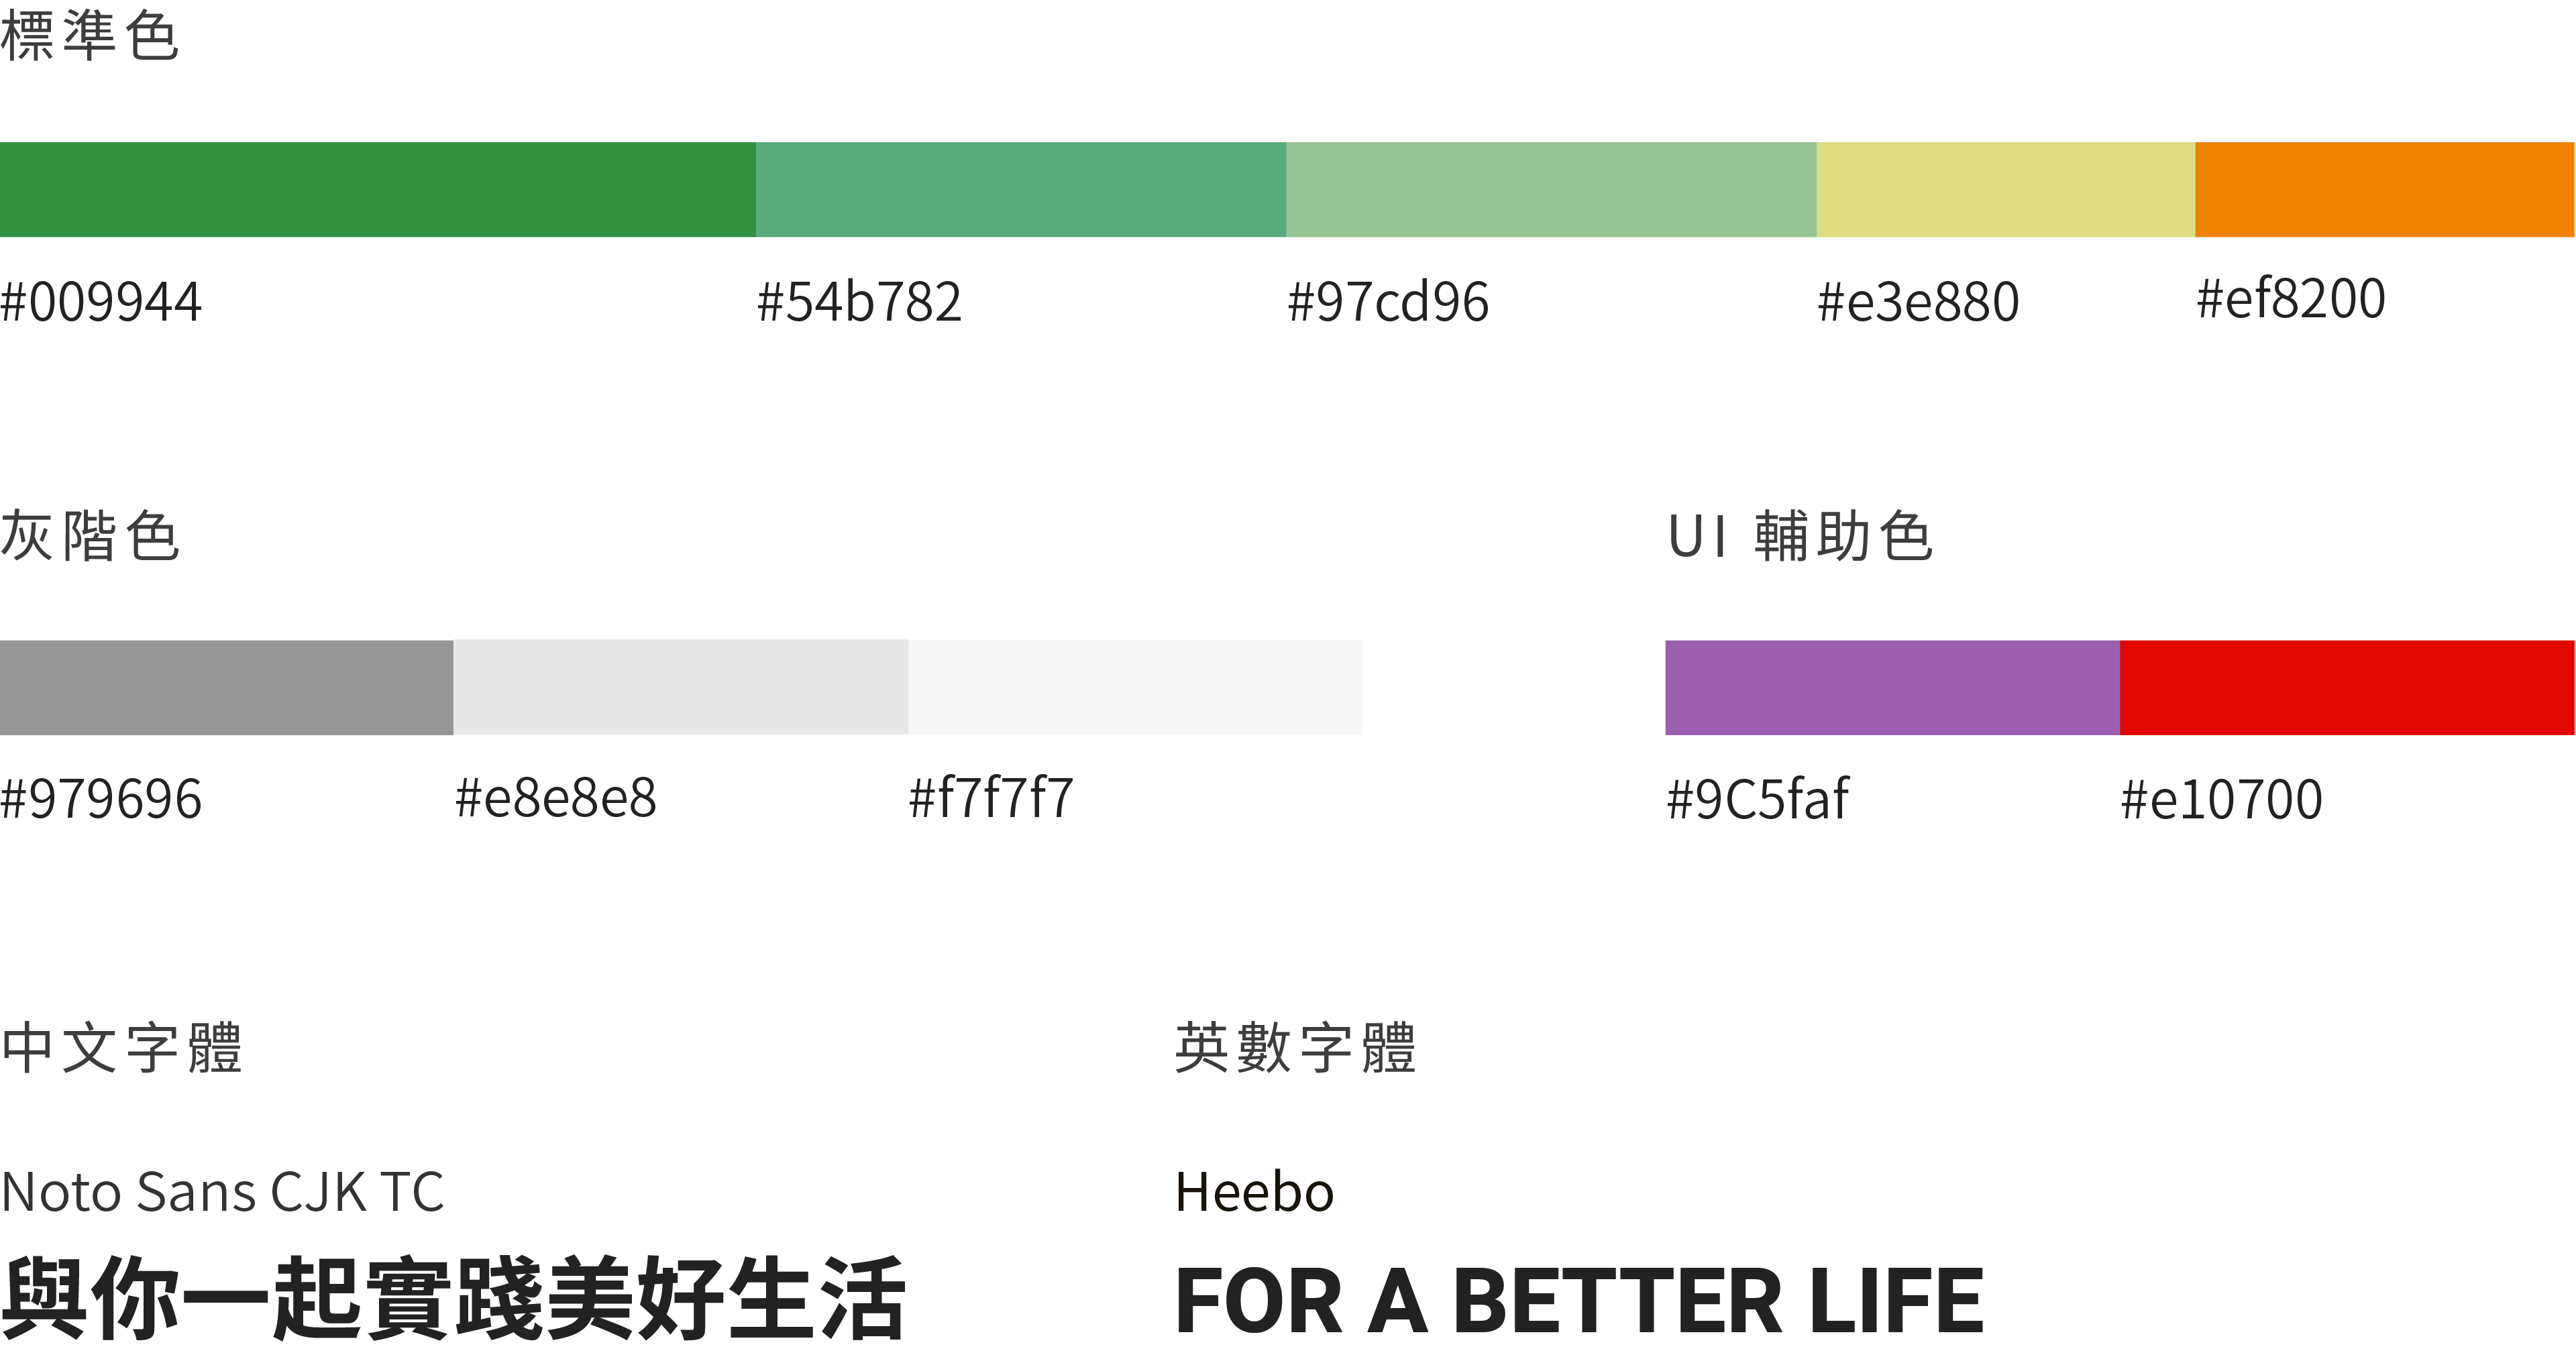 標準色
#009944 #54b782 #97cd96 #e3e880 #ef8200
灰階色 UI 輔助色
#979696 #e8e8e8 #f7f7f7 #9C5faf #e10700
中文字體 英數字體
Noto Sans CJK TC Heebo
與你一起實踐美好生活 FOR A BETTER LIFE